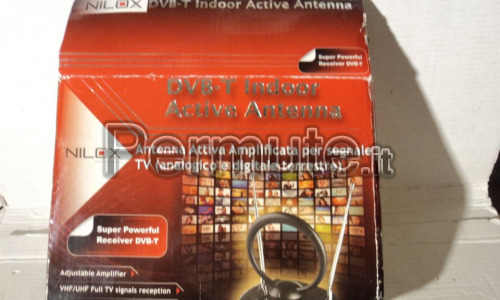 NILOX DVB-T Indoor Active Antenna
Super Powerful
Receiver DVB-T
DVB-T Indoor
Active Antenna
Permute.it
NILOX Antenna Attiva Amplificata per segnale
TV (analogico e digitale terrestre)
Super Powerful
Receiver DVB-T
Adjustable Amplifier
VHF/UHF Full TV signals reception